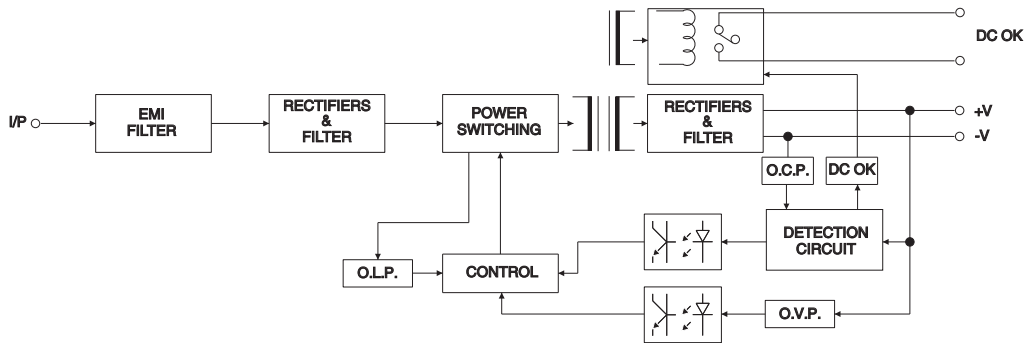 DC OK
I/P
EMI
FILTER
RECTIFIERS
&
FILTER
POWER
SWITCHING
RECTIFIERS
&
FILTER
+V
-V
O.C.P.
DC OK
DETECTION
CIRCUIT
O.L.P.
CONTROL
O.V.P.